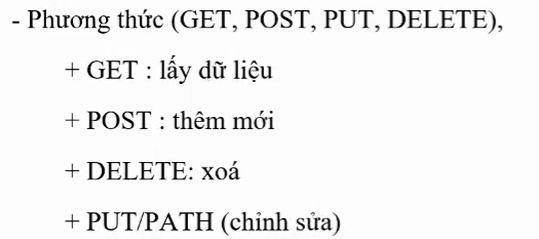 - Phương thức (GET, POST, PUT, DELETE),
+ GET : lấy dữ liệu
+ POST : thêm mới
+ DELETE: xoá
+ PUT/PATH (chỉnh sửa)